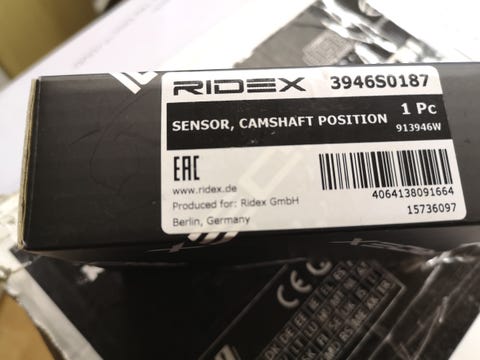 RIDEX 3946S0187
SENSOR, CAMSHAFT POSITION 1 Pc
913946W
EAC
www.ridex.de
Produced for: Ridex GmbH
Berlin, Germany
4064138091664
15736097
CE